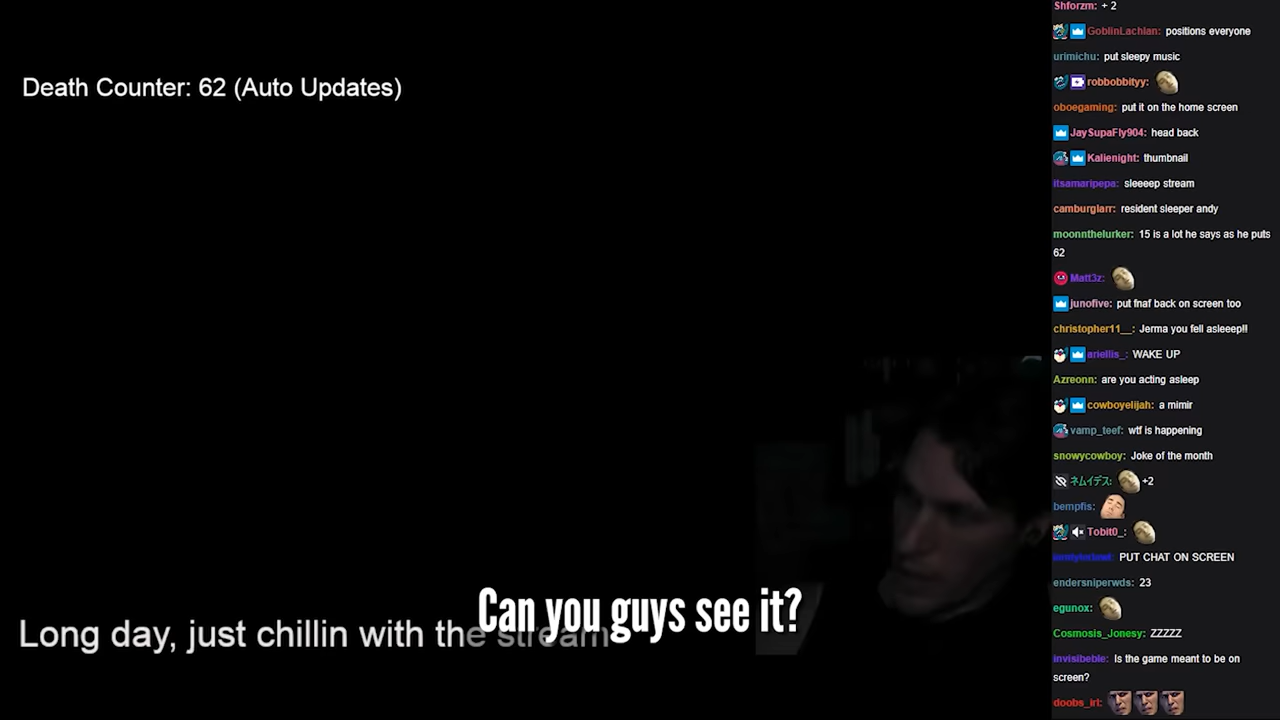 Death Counter: 62 (Auto Updates)
Can you guys see it?
Long day, just chillin with the stream
Shforzm: + 2
GoblinLachlan: positions everyone
urimichu: put sleepy music
robbobbityy:
oboegaming: put it on the home screen
JaySupaFly904: head back
Kalienight: thumbnail
itsamaripepa: sleeeep stream
camburglarr: resident sleeper andy
moonnthelurker: 15 is a lot he says as he puts
62
Matt3z:
junofive: put fnaf back on screen too
christopher11__: Jerma you fell asleeep!!
ariellis_: WAKE UP
Azreonn: are you acting asleep
cowboyelijah: a mimir
vamp_teef: wtf is happening
snowycowboy: Joke of the month
ネムイデス: +2
bempfis:
Tobit0_:
PUT CHAT ON SCREEN
endersniperwds: 23
egunox:
Cosmosis_Jonesy: ZZZZZ
invisibeble: Is the game meant to be on
screen?
doobs_irl: